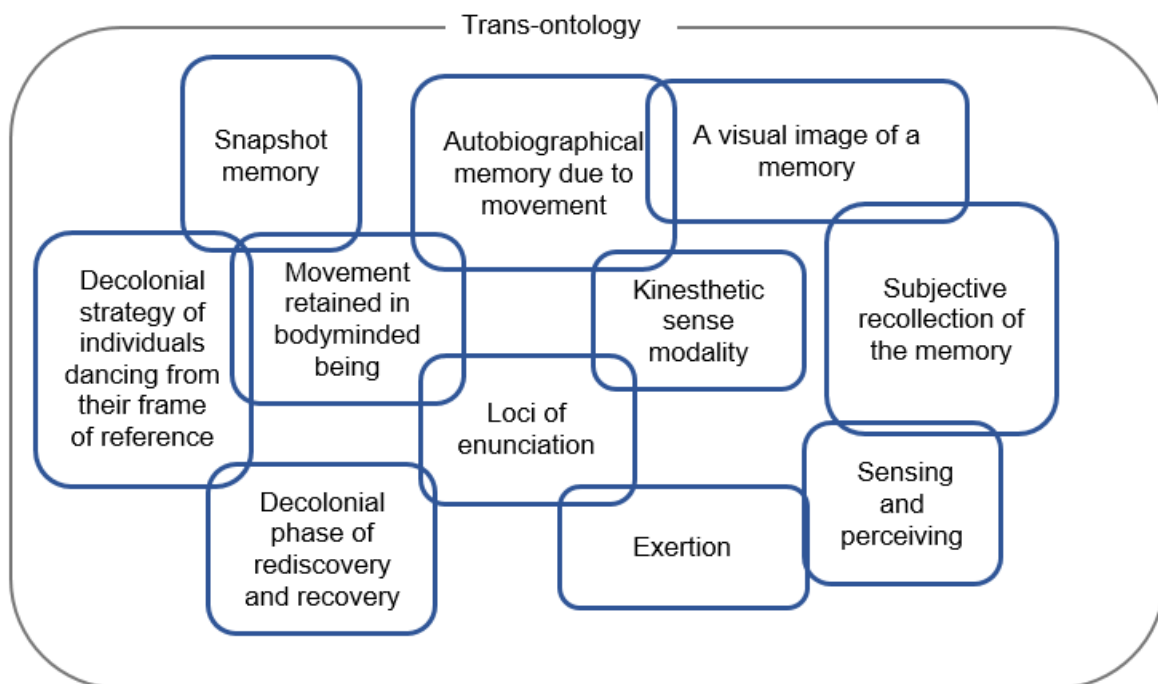 Trans-ontology
Snapshot
memory
Autobiographical
memory due to
movement
A visual image of a
memory
Decolonial
strategy of
individuals
dancing from
their frame
of reference
Movement
retained in
bodyminded
being
Kinesthetic
sense
modality
Subjective
recollection of
the memory
Loci of
enunciation
Decolonial
phase of
rediscovery
and recovery
Exertion
Sensing
and
perceiving